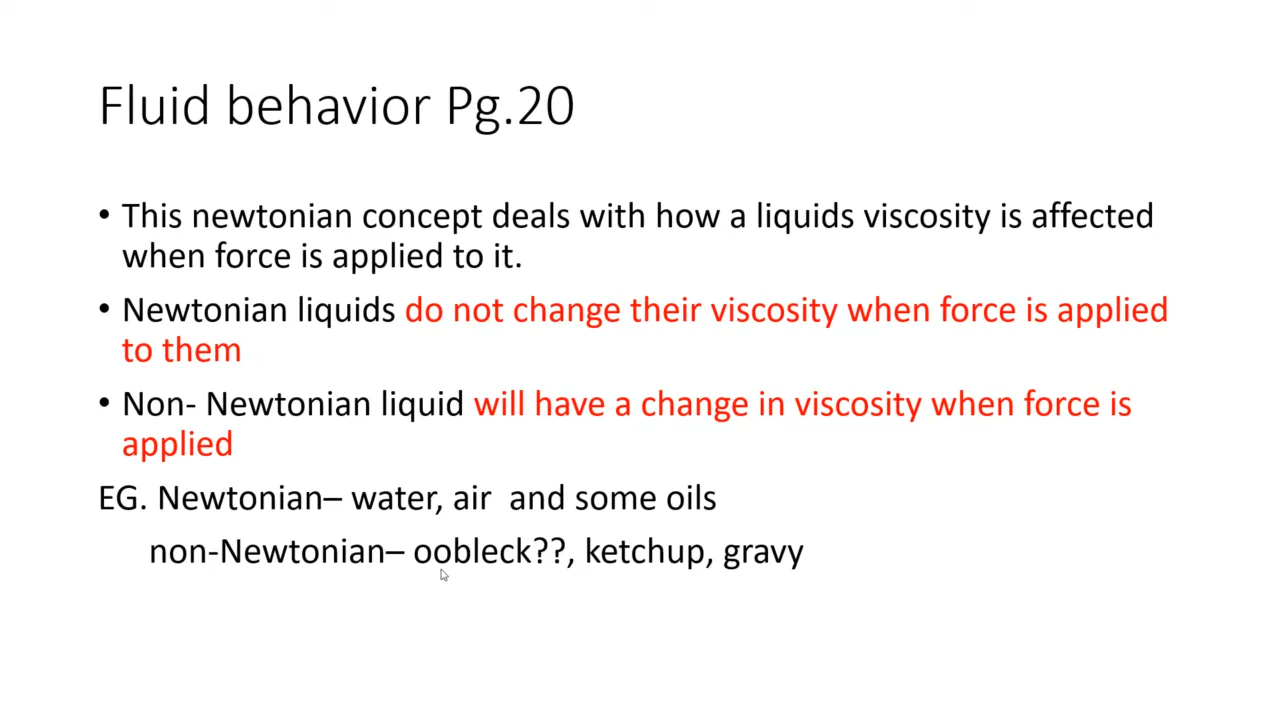 Fluid behavior Pg.20
• This newtonian concept deals with how a liquids viscosity is affected
when force is applied to it.
• Newtonian liquids do not change their viscosity when force is applied
to them
• Non- Newtonian liquid will have a change in viscosity when force is
applied
EG. Newtonian– water, air  and some oils
non-Newtonian– oobleck??, ketchup, gravy